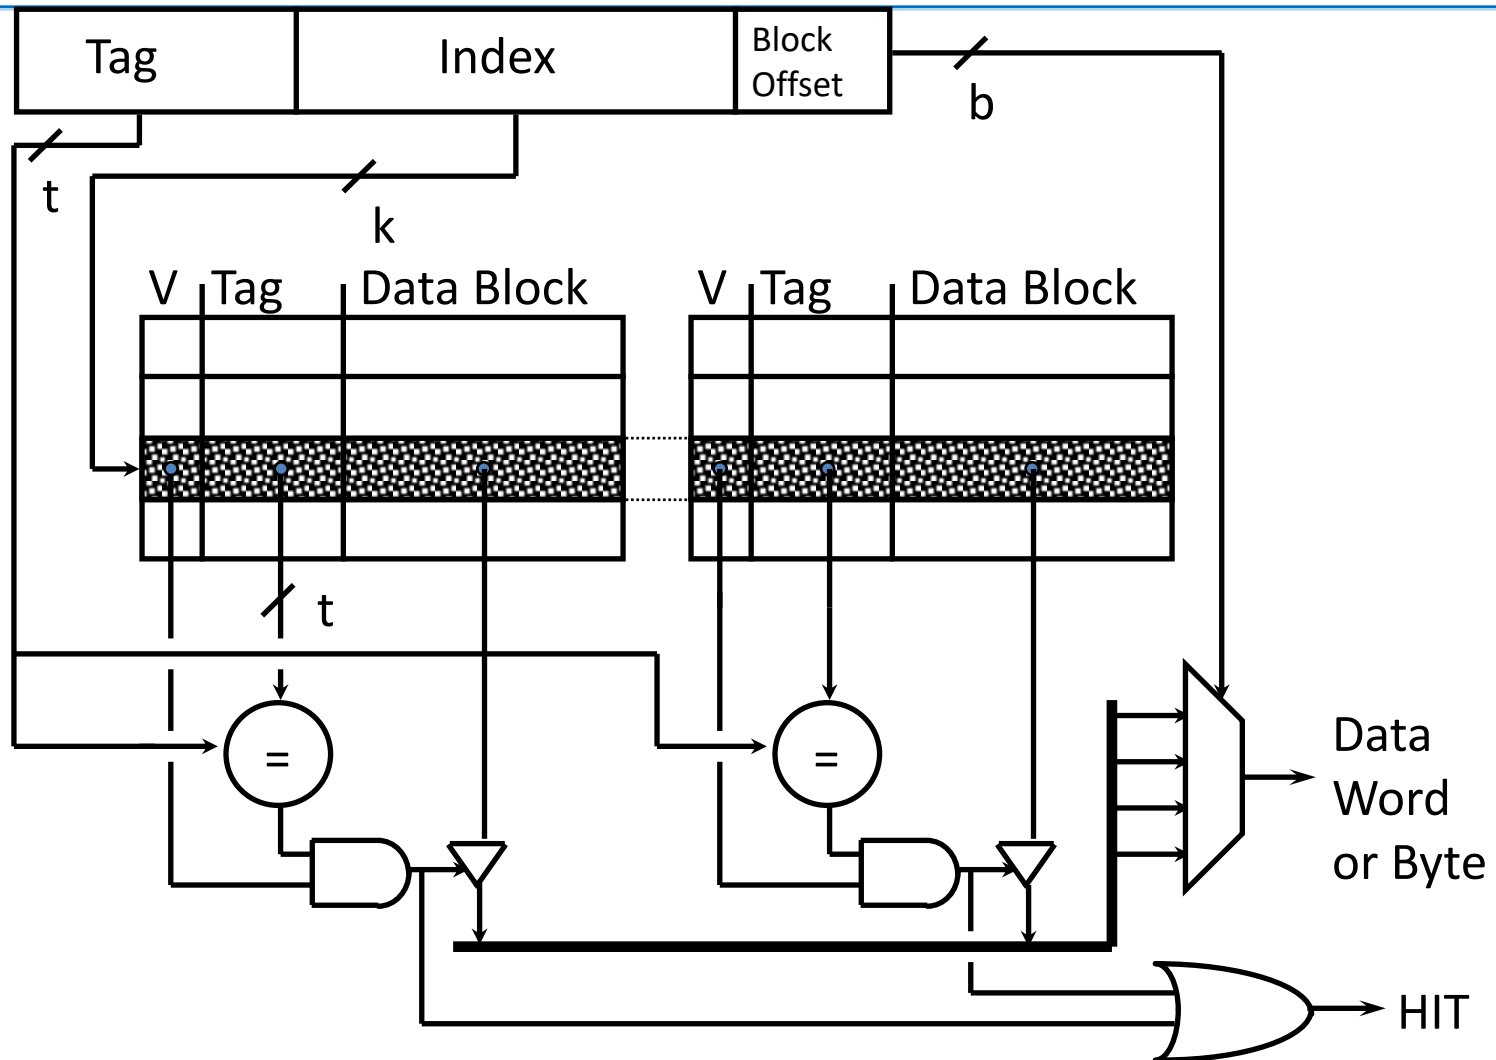 Tag Index Block
Offset
b
t
k
V Tag Data Block V Tag Data Block
t
= =
Data
Word
or Byte
HIT